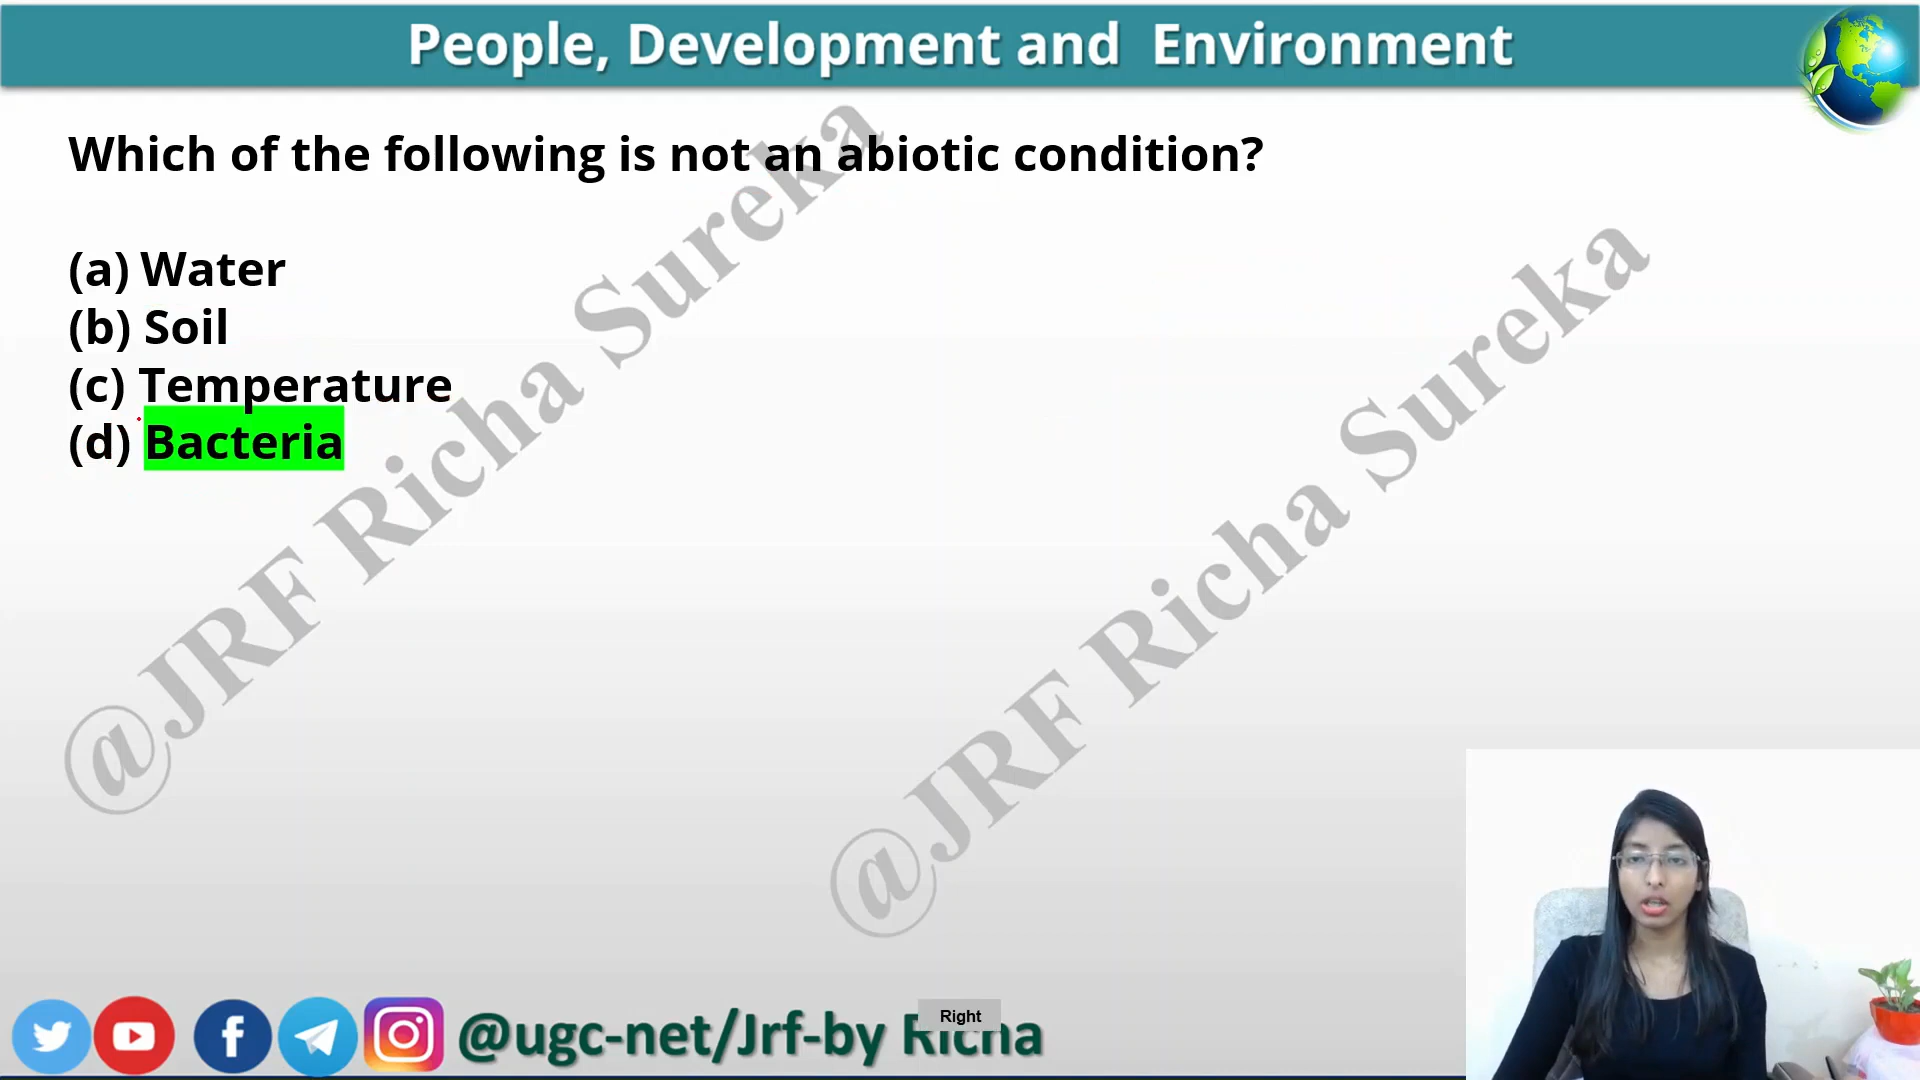 People, Development and Environment
Which of the following is not an abiotic condition?
(a) Water
(b) Soil
(c) Temperature
(d) Bacteria
@JRF Richa Sureka
@JRF Richa Sureka
@ugc-net/Jrf-by Richa
Right